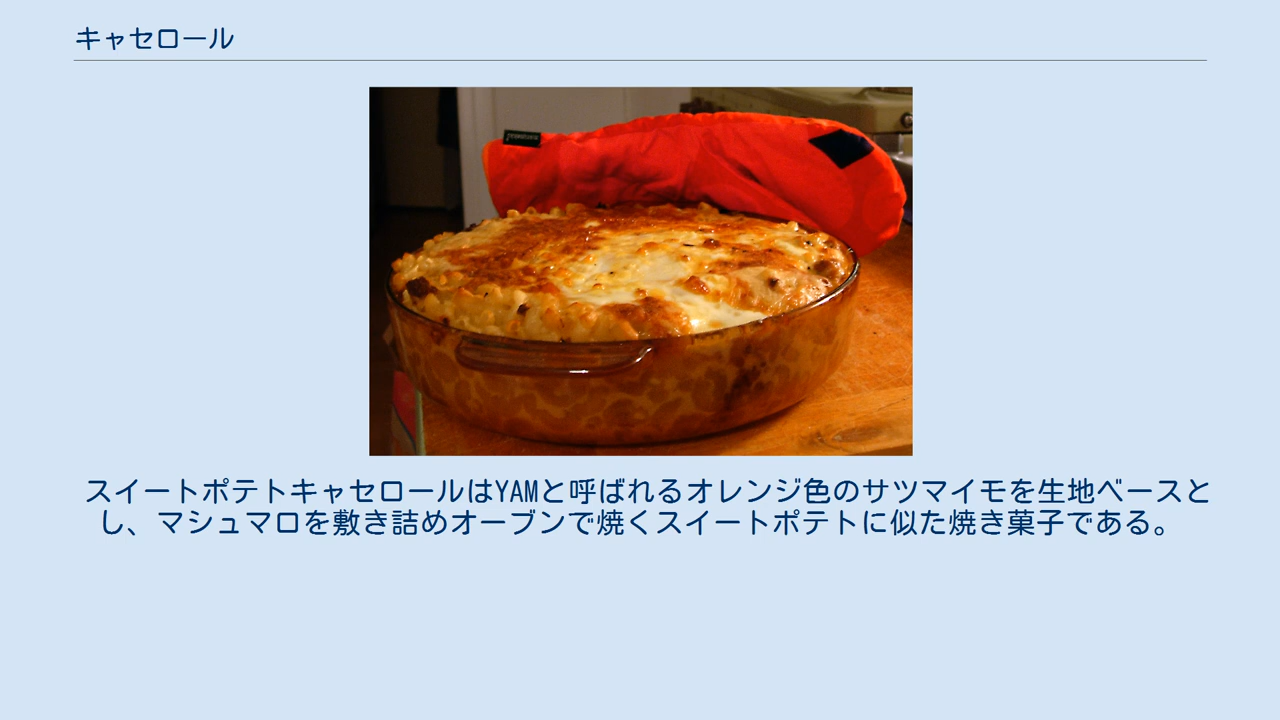 キャセロール
スイートポテトキャセロールはYAMと呼ばれるオレンジ色のサツマイモを生地ベースと
し、マシュマロを敷き詰めオーブンで焼くスイートポテトに似た焼き菓子である。